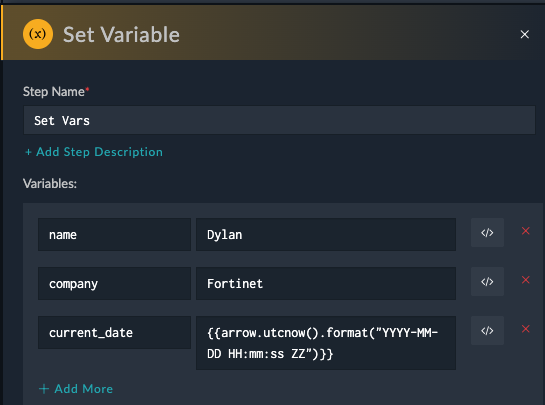 (x) Set Variable ×
Step Name*
Set Vars
+ Add Step Description
Variables:
name Dylan </> ×
company Fortinet </> ×
current_date {{arrow.utcnow().format("YYYY-MM- </> ×
DD HH:mm:ss ZZ")}}
+ Add More